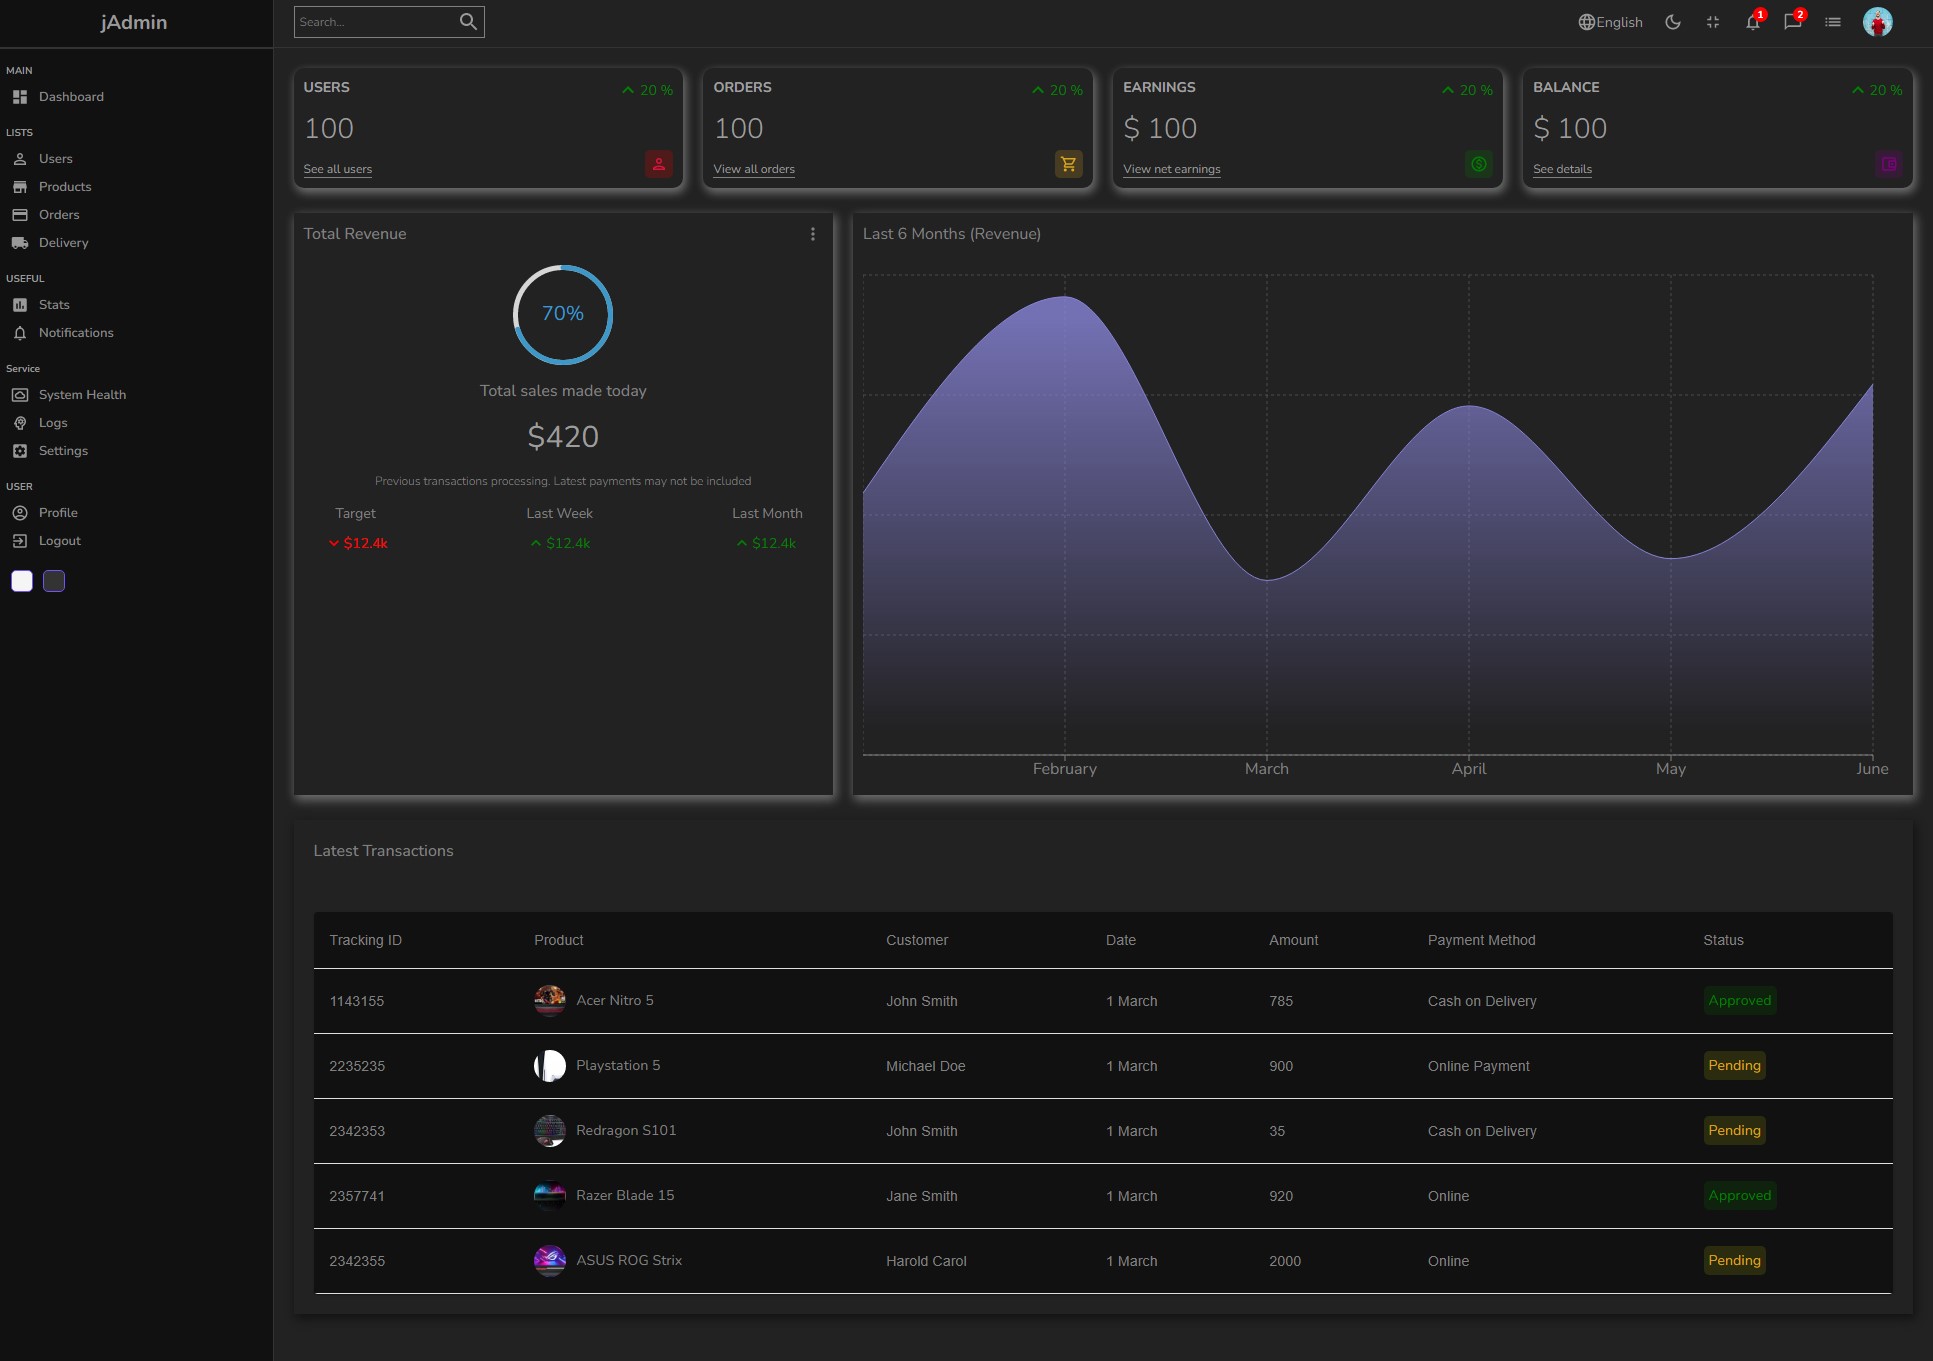 jAdmin
Search...
English
1
2
MAIN
Dashboard
LISTS
Users
Products
Orders
Delivery
USEFUL
Stats
Notifications
Service
System Health
Logs
Settings
USER
Profile
Logout
USERS
20 %
100
See all users
ORDERS
20 %
100
View all orders
EARNINGS
20 %
$ 100
View net earnings
BALANCE
20 %
$ 100
See details
Total Revenue
70%
Total sales made today
$420
Previous transactions processing. Latest payments may not be included
Target Last Week Last Month
$12.4k $12.4k $12.4k
Last 6 Months (Revenue)
February March April May June
Latest Transactions
Tracking ID Product Customer Date Amount Payment Method Status
1143155 Acer Nitro 5 John Smith 1 March 785 Cash on Delivery Approved
2235235 Playstation 5 Michael Doe 1 March 900 Online Payment Pending
2342353 Redragon S101 John Smith 1 March 35 Cash on Delivery Pending
2357741 Razer Blade 15 Jane Smith 1 March 920 Online Approved
2342355 ASUS ROG Strix Harold Carol 1 March 2000 Online Pending